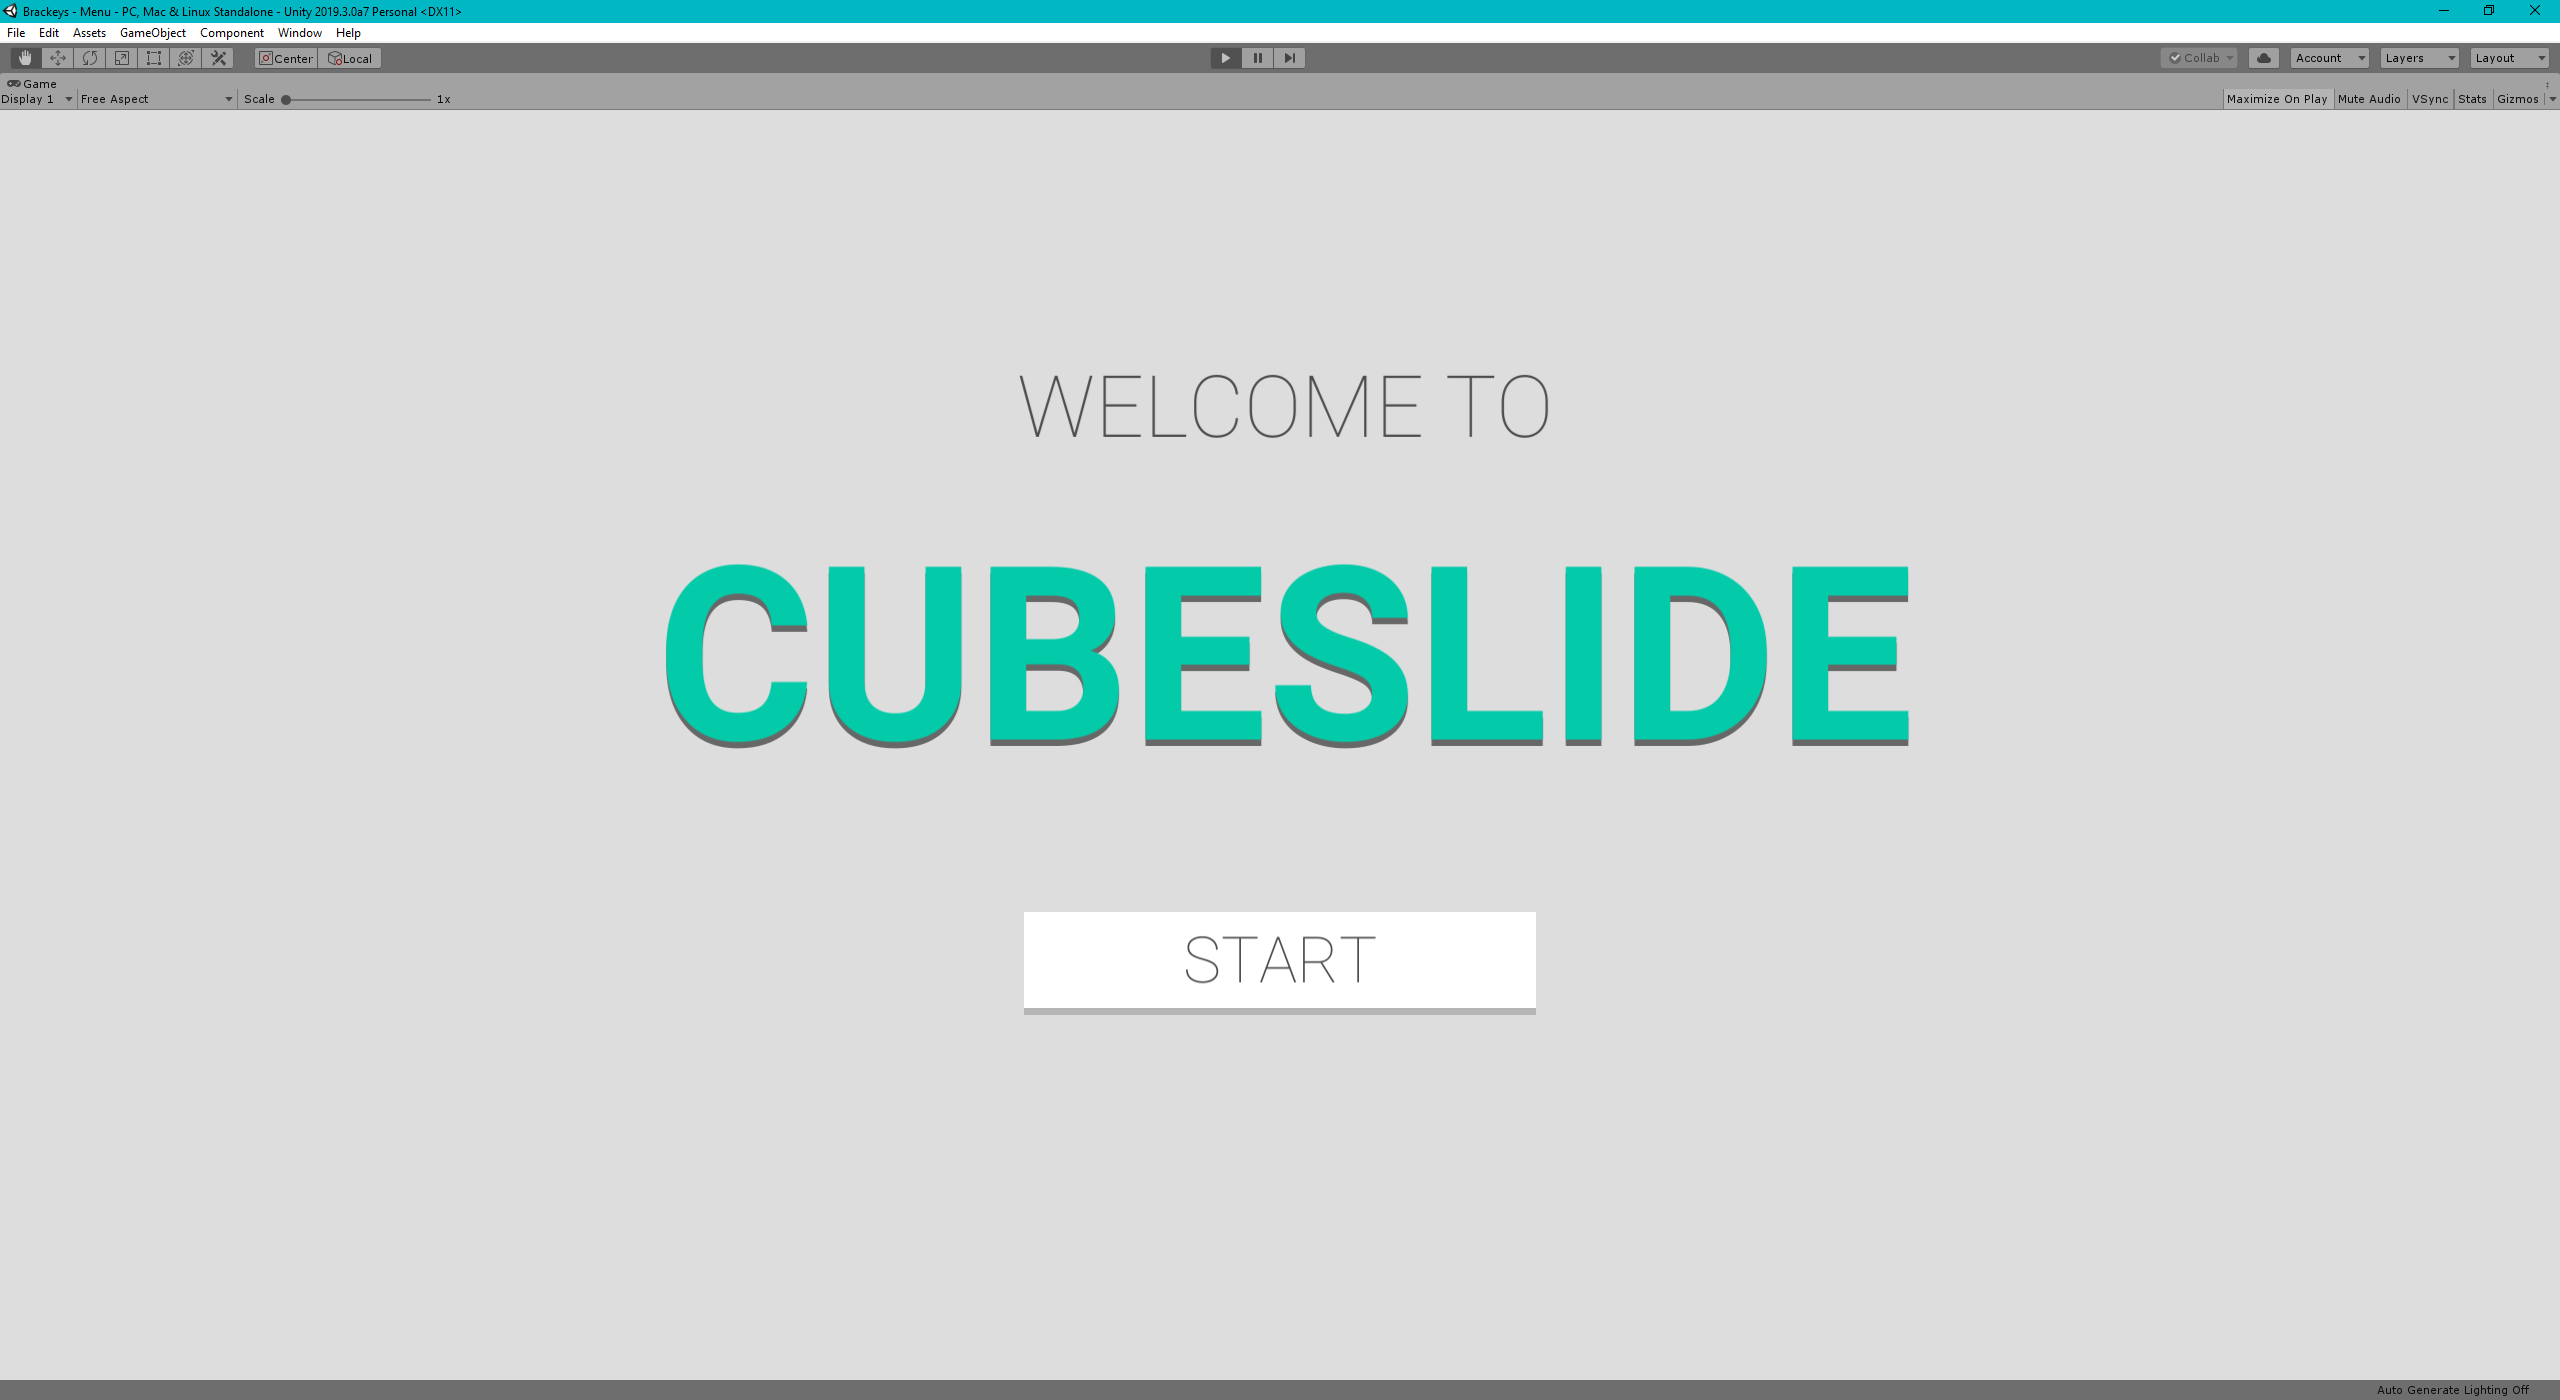 Brackeys - Menu - PC, Mac & Linux Standalone - Unity 2019.3.0a7 Personal <DX11>
File Edit Assets GameObject Component Window Help
Center Local Collab Account Layers Layout
Game
Display 1 Free Aspect Scale 1x Maximize On Play Mute Audio VSync Stats Gizmos
WELCOME TO
CUBESLIDE
START
Auto Generate Lighting Off